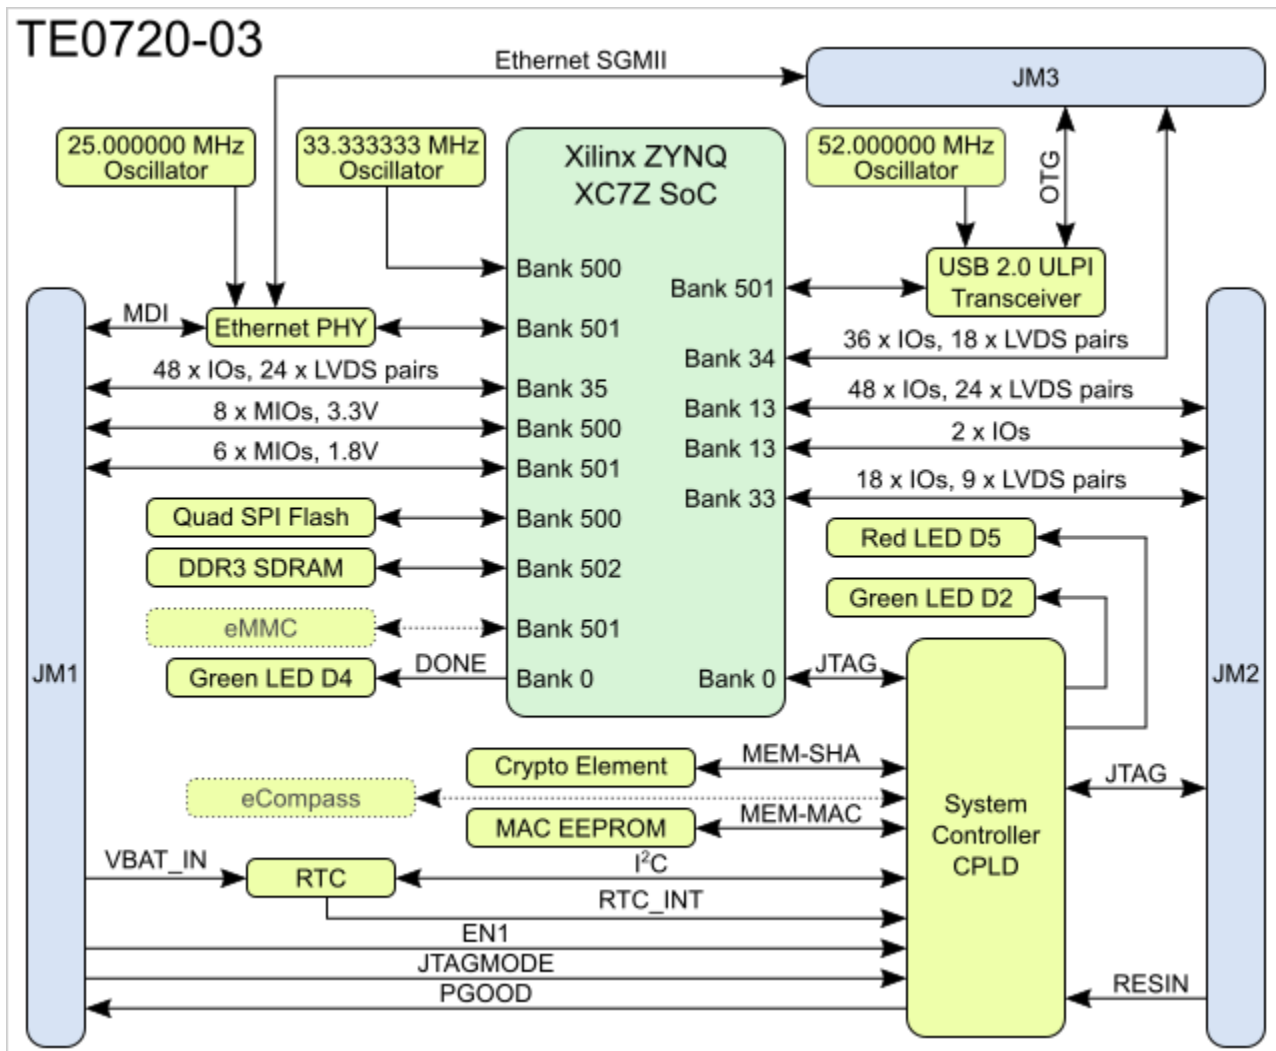 TE0720-03
Ethernet SGMII
JM3
25.000000 MHz
Oscillator
33.333333 MHz
Oscillator
Xilinx ZYNQ
XC7Z SoC
52.000000 MHz
Oscillator
OTG
Bank 500
Bank 501
USB 2.0 ULPI
Transceiver
MDI
Ethernet PHY
Bank 501
36 x IOs, 18 x LVDS pairs
Bank 34
48 x IOs, 24 x LVDS pairs
Bank 35
48 x IOs, 24 x LVDS pairs
Bank 13
8 x MIOs, 3.3V
Bank 500
2 x IOs
Bank 13
6 x MIOs, 1.8V
Bank 501
18 x IOs, 9 x LVDS pairs
Bank 33
Quad SPI Flash
Bank 500
Red LED D5
DDR3 SDRAM
Bank 502
Green LED D2
eMMC
Bank 501
JM1
Green LED D4
DONE
Bank 0
Bank 0
JTAG
JM2
Crypto Element
MEM-SHA
JTAG
eCompass
System
Controller
CPLD
MAC EEPROM
MEM-MAC
VBAT_IN
RTC
I²C
RTC_INT
EN1
JTAGMODE
PGOOD
RESIN